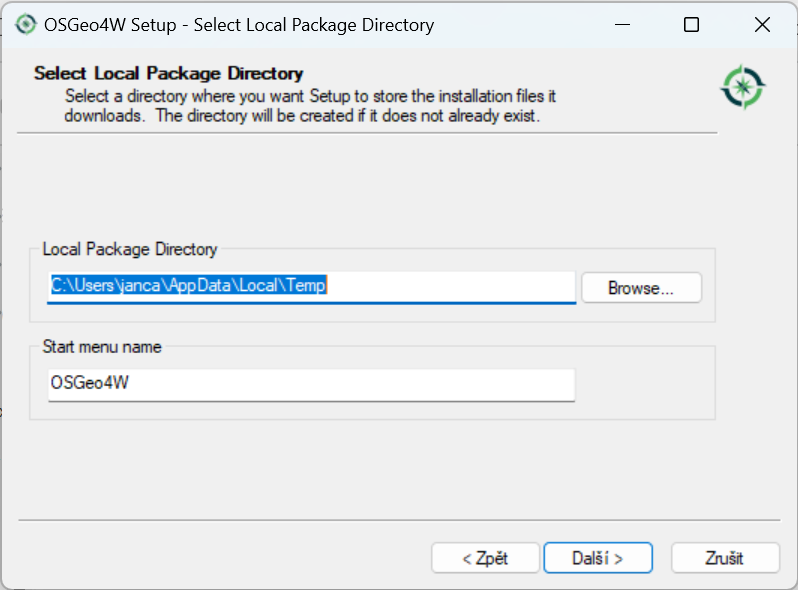 OSGeo4W Setup - Select Local Package Directory
Select Local Package Directory
Select a directory where you want Setup to store the installation files it
downloads.  The directory will be created if it does not already exist.
Local Package Directory
C:\Users\janca\AppData\Local\Temp
Browse...
Start menu name
OSGeo4W
< Zpět
Další >
Zrušit